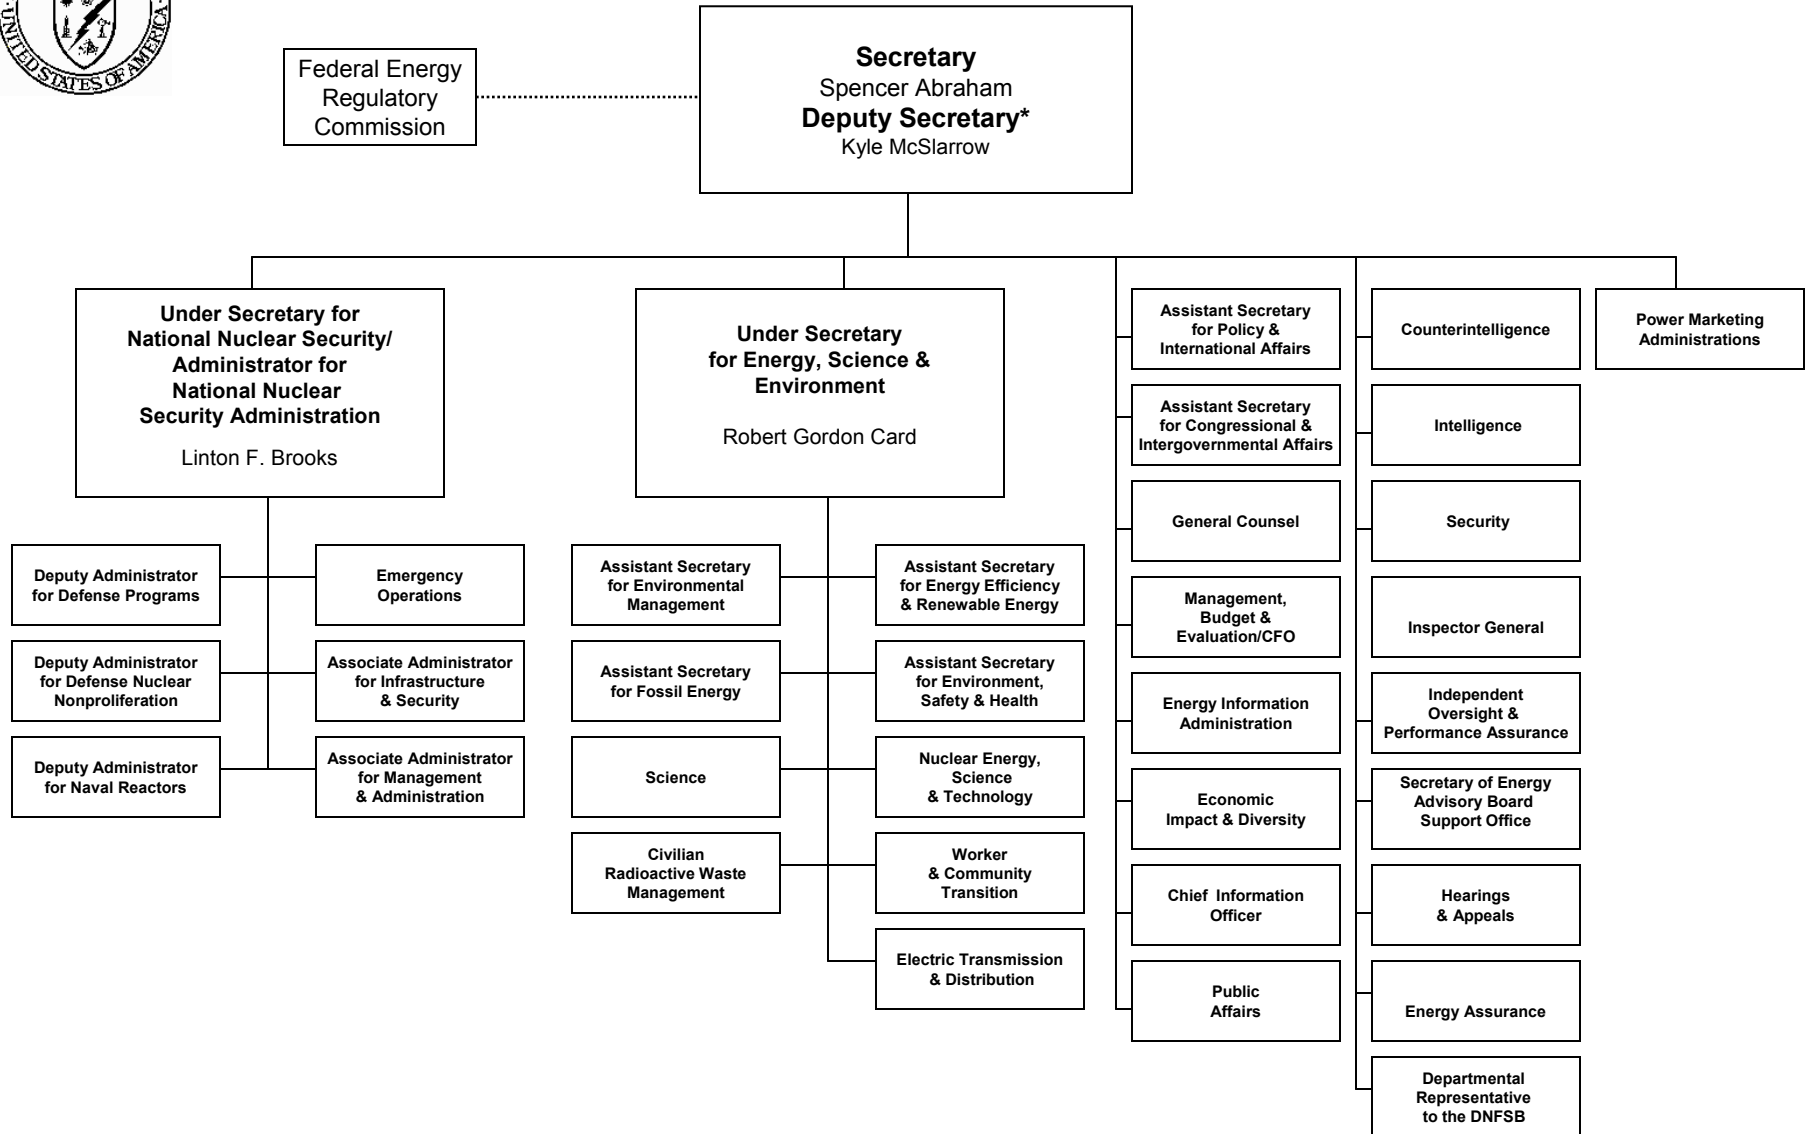 UNITED STATES OF AMERICA
Federal Energy
Regulatory
Commission
Secretary
Spencer Abraham
Deputy Secretary*
Kyle McSlarrow
Under Secretary for
National Nuclear Security/
Administrator for
National Nuclear
Security Administration
Linton F. Brooks
Deputy Administrator
for Defense Programs
Emergency
Operations
Deputy Administrator
for Defense Nuclear
Nonproliferation
Associate Administrator
for Infrastructure
& Security
Deputy Administrator
for Naval Reactors
Associate Administrator
for Management
& Administration
Under Secretary
for Energy, Science &
Environment
Robert Gordon Card
Assistant Secretary
for Environmental
Management
Assistant Secretary
for Energy Efficiency
& Renewable Energy
Assistant Secretary
for Fossil Energy
Assistant Secretary
for Environment,
Safety & Health
Science
Nuclear Energy,
Science
& Technology
Civilian
Radioactive Waste
Management
Worker
& Community
Transition
Electric Transmission
& Distribution
Assistant Secretary
for Policy &
International Affairs
Assistant Secretary
for Congressional &
Intergovernmental Affairs
General Counsel
Management,
Budget &
Evaluation/CFO
Energy Information
Administration
Economic
Impact & Diversity
Chief Information
Officer
Public
Affairs
Counterintelligence
Intelligence
Security
Inspector General
Independent
Oversight &
Performance Assurance
Secretary of Energy
Advisory Board
Support Office
Hearings
& Appeals
Energy Assurance
Departmental
Representative
to the DNFSB
Power Marketing
Administrations